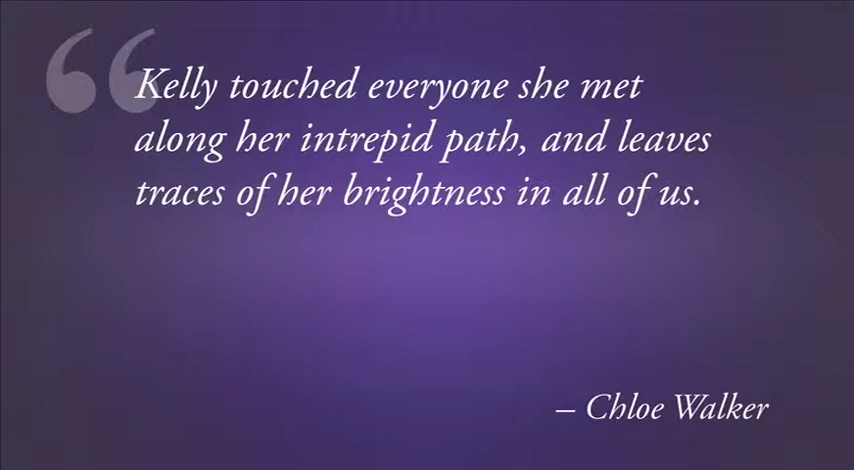 “
Kelly touched everyone she met
along her intrepid path, and leaves
traces of her brightness in all of us.
– Chloe Walker